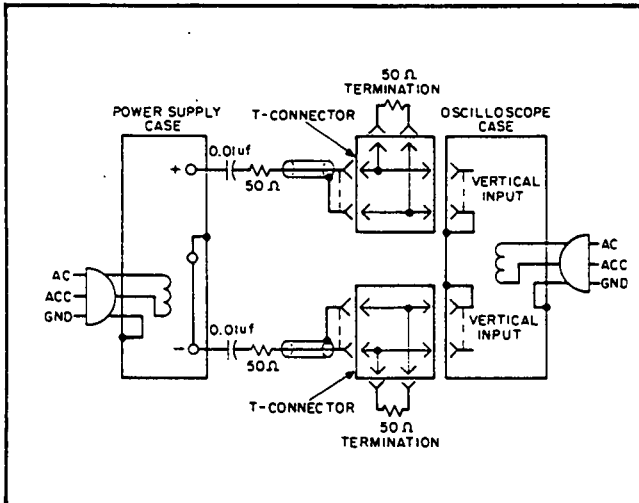 50 Ω
TERMINATION
POWER SUPPLY
CASE
T-CONNECTOR
OSCILLOSCOPE
CASE
0.01uf
+
50 Ω
VERTICAL
INPUT
AC
ACC
GND
AC
ACC
GND
0.01uf
-
50 Ω
VERTICAL
INPUT
T-CONNECTOR
50 Ω
TERMINATION